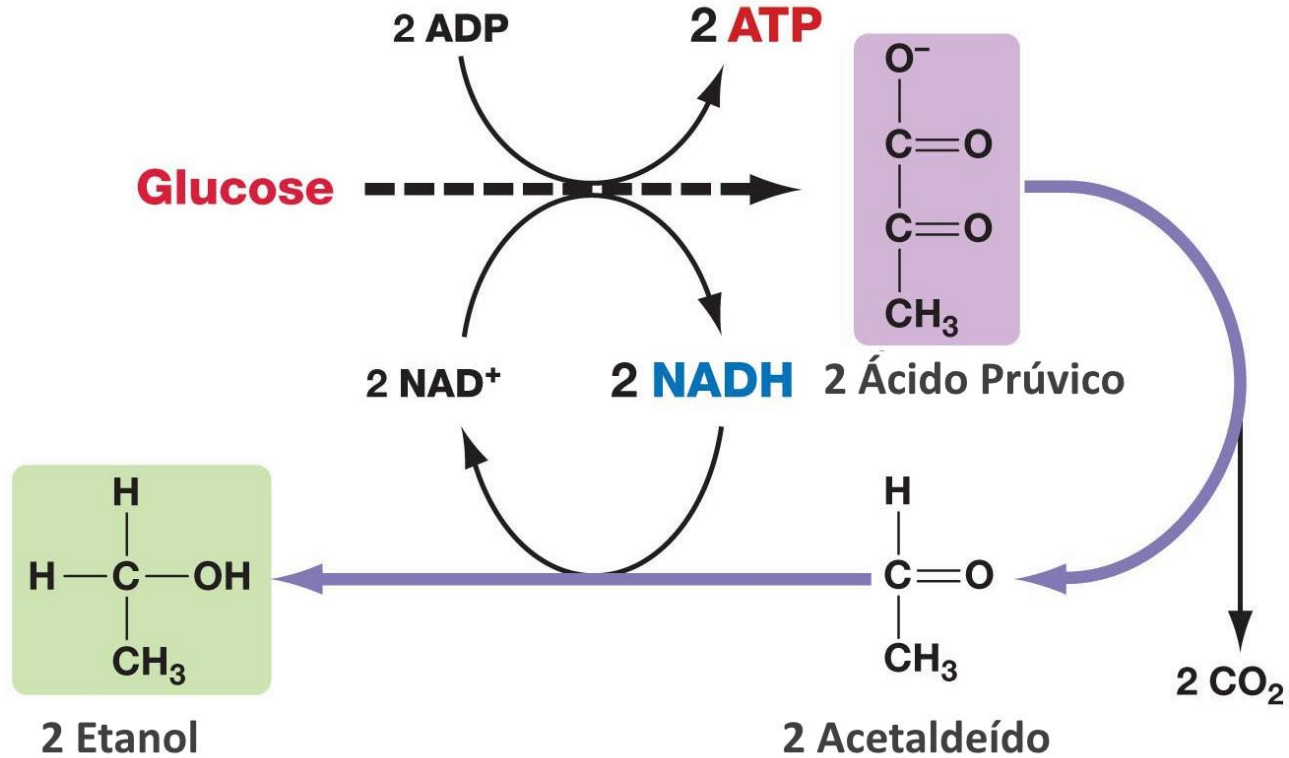 2 ADP
2 ATP
O⁻
C=O
Glucose
C=O
CH₃
2 NAD⁺
2 NADH
2 Ácido Prúvico
H
H—C—OH
CH₃
H
C=O
CH₃
2 CO₂
2 Etanol
2 Acetaldeído